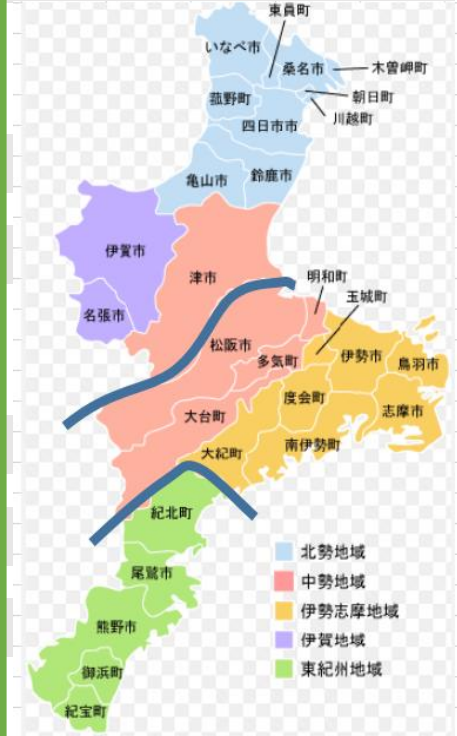 東員町
いなべ市
桑名市
木曽岬町
菰野町
朝日町
四日市市
川越町
亀山市
鈴鹿市
伊賀市
津市
明和町
名張市
玉城町
松阪市
多気町
伊勢市
鳥羽市
大台町
度会町
志摩市
大紀町
南伊勢町
紀北町
尾鷲市
熊野市
御浜町
紀宝町
北勢地域
中勢地域
伊勢志摩地域
伊賀地域
東紀州地域